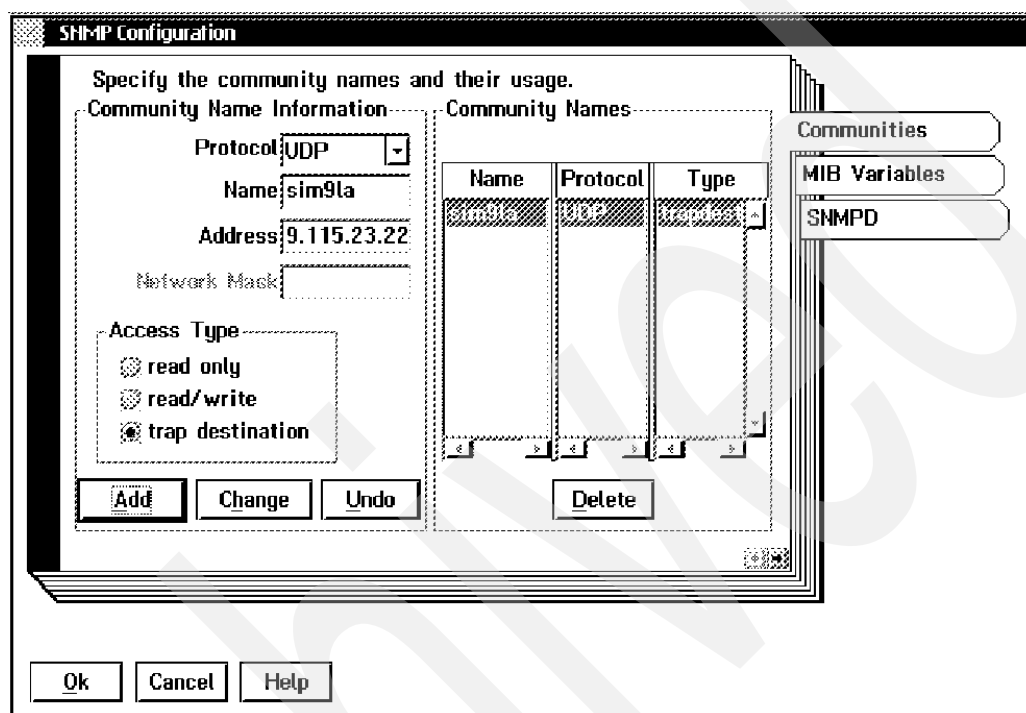 SNMP Configuration
Specify the community names and their usage.
Community Name Information
Protocol UDP
Name sim9la
Address 9.115.23.22
Network Mask
Access Type
read only
read/write
trap destination
Add Change Undo
Community Names
Name Protocol Type
sim9la UDP trapdest
Delete
Communities
MIB Variables
SNMPD
Ok Cancel Help